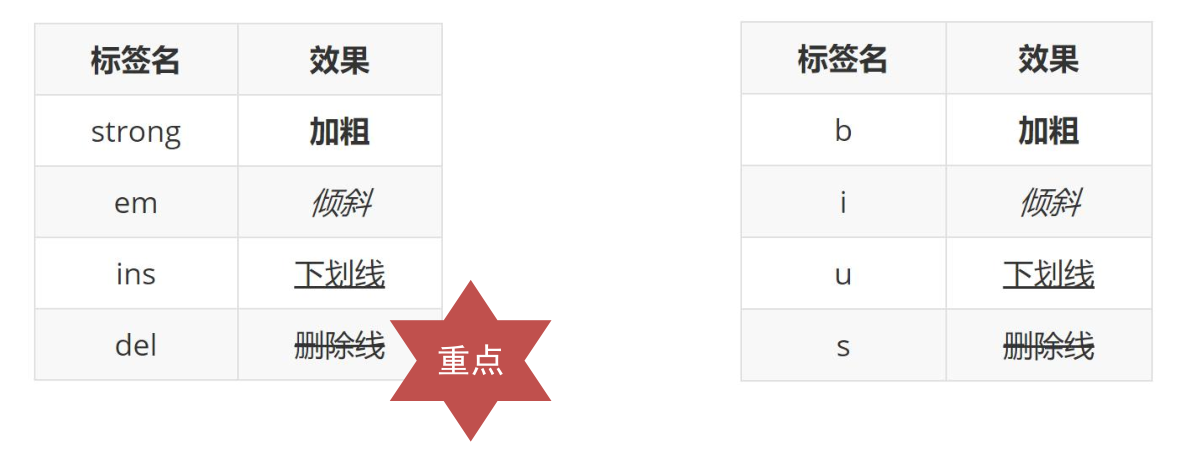 标签名 效果
strong 加粗
em 倾斜
ins 下划线
del 删除线
重点
标签名 效果
b 加粗
i 倾斜
u 下划线
s 删除线